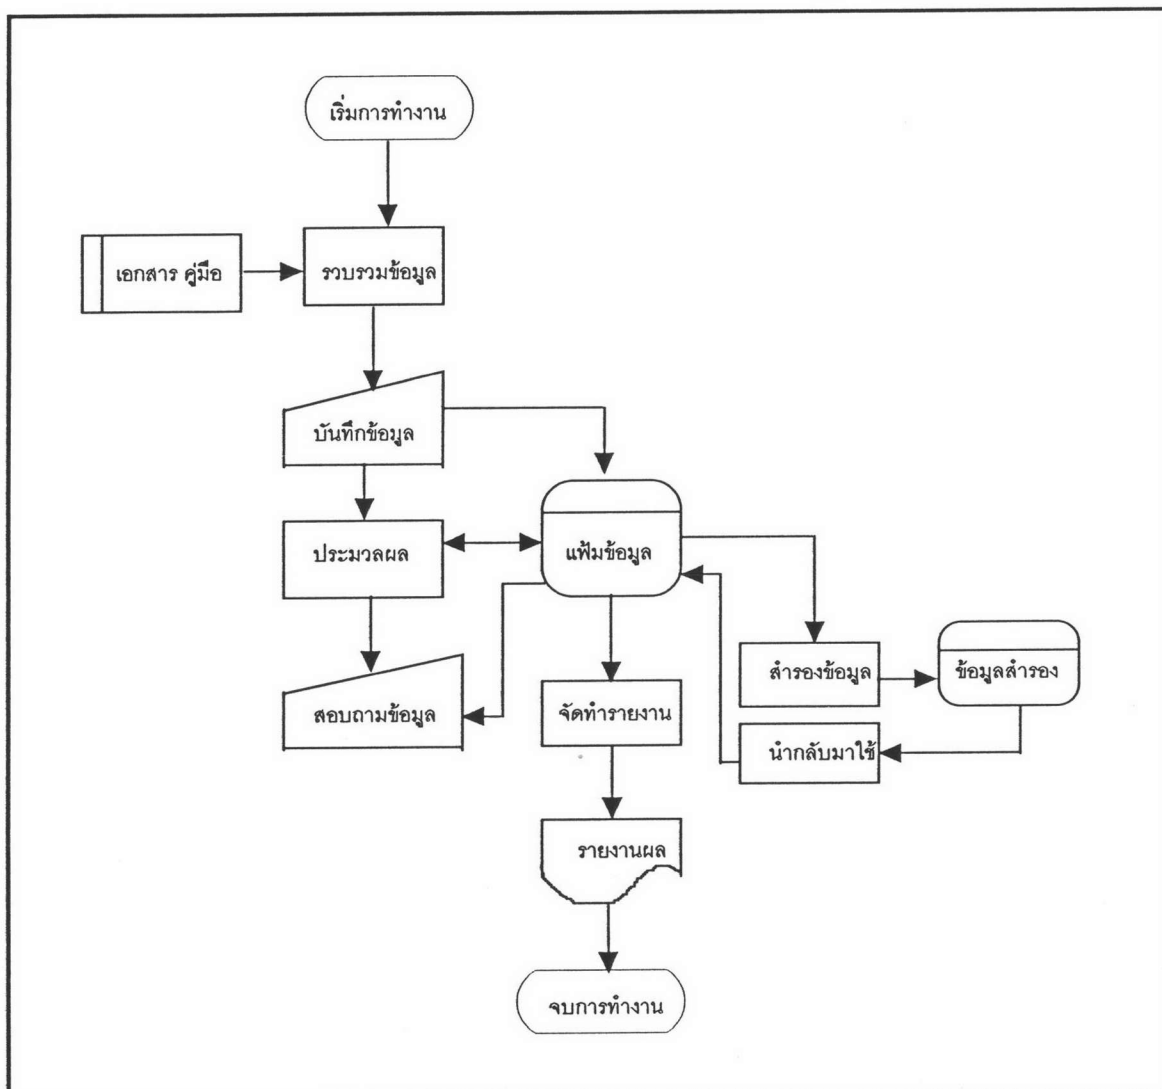 เริ่มการทำงาน
เอกสาร คู่มือ
รวบรวมข้อมูล
บันทึกข้อมูล
ประมวลผล
แฟ้มข้อมูล
สอบถามข้อมูล
จัดทำรายงาน
สำรองข้อมูล
ข้อมูลสำรอง
นำกลับมาใช้
รายงานผล
จบการทำงาน